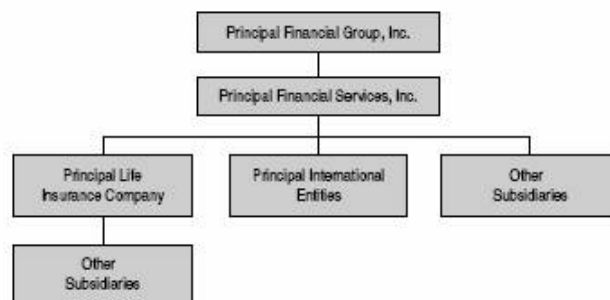 Principal Financial Group, Inc.
Principal Financial Services, Inc.
Principal Life
Insurance Company
Principal International
Entities
Other
Subsidiaries
Other
Subsidiaries